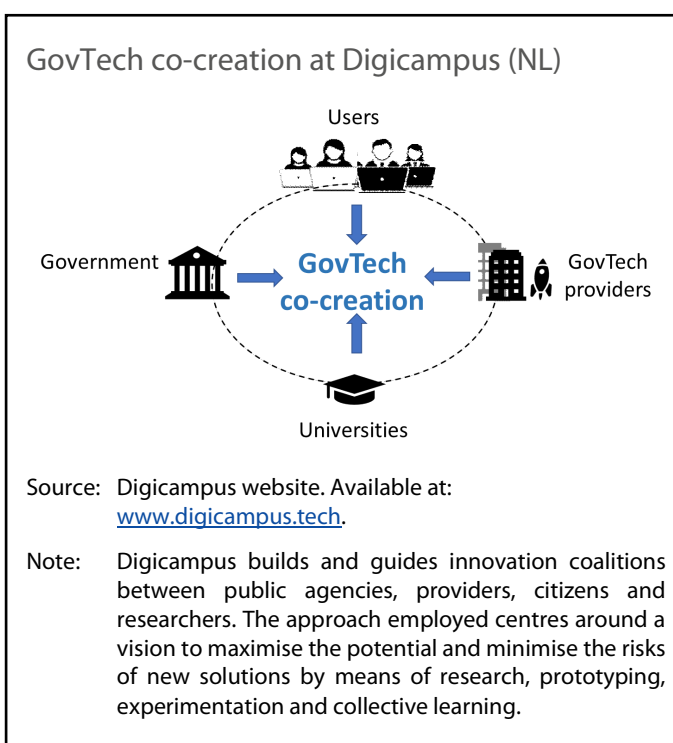 GovTech co-creation at Digicampus (NL)
Users
Government
GovTech
co-creation
GovTech
providers
Universities
Source: Digicampus website. Available at:
www.digicampus.tech.
Note: Digicampus builds and guides innovation coalitions
between public agencies, providers, citizens and
researchers. The approach employed centres around a
vision to maximise the potential and minimise the risks
of new solutions by means of research, prototyping,
experimentation and collective learning.